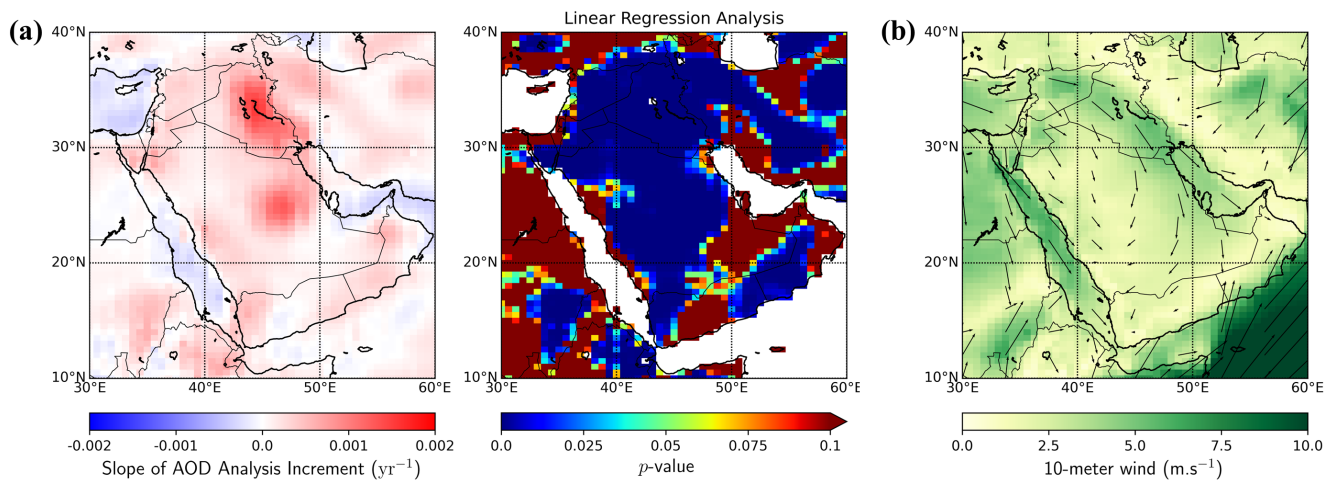 Linear Regression Analysis
(a)
(b)
40°N
30°N
20°N
10°N
30°E 40°E 50°E 60°E
-0.002 -0.001 0.0 0.001 0.002
Slope of AOD Analysis Increment (yr⁻¹)
40°N
30°N
20°N
10°N
30°E 40°E 50°E 60°E
0.0 0.025 0.05 0.075 0.1
p-value
40°N
30°N
20°N
10°N
30°E 40°E 50°E 60°E
0.0 2.5 5.0 7.5 10.0
10-meter wind (m.s⁻¹)